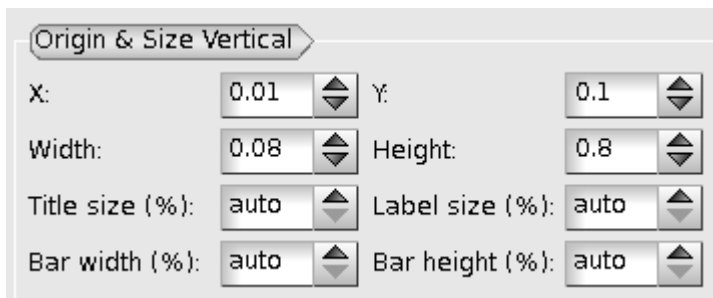 Origin & Size Vertical
X: 0.01 Y: 0.1
Width: 0.08 Height: 0.8
Title size (%): auto Label size (%): auto
Bar width (%): auto Bar height (%): auto